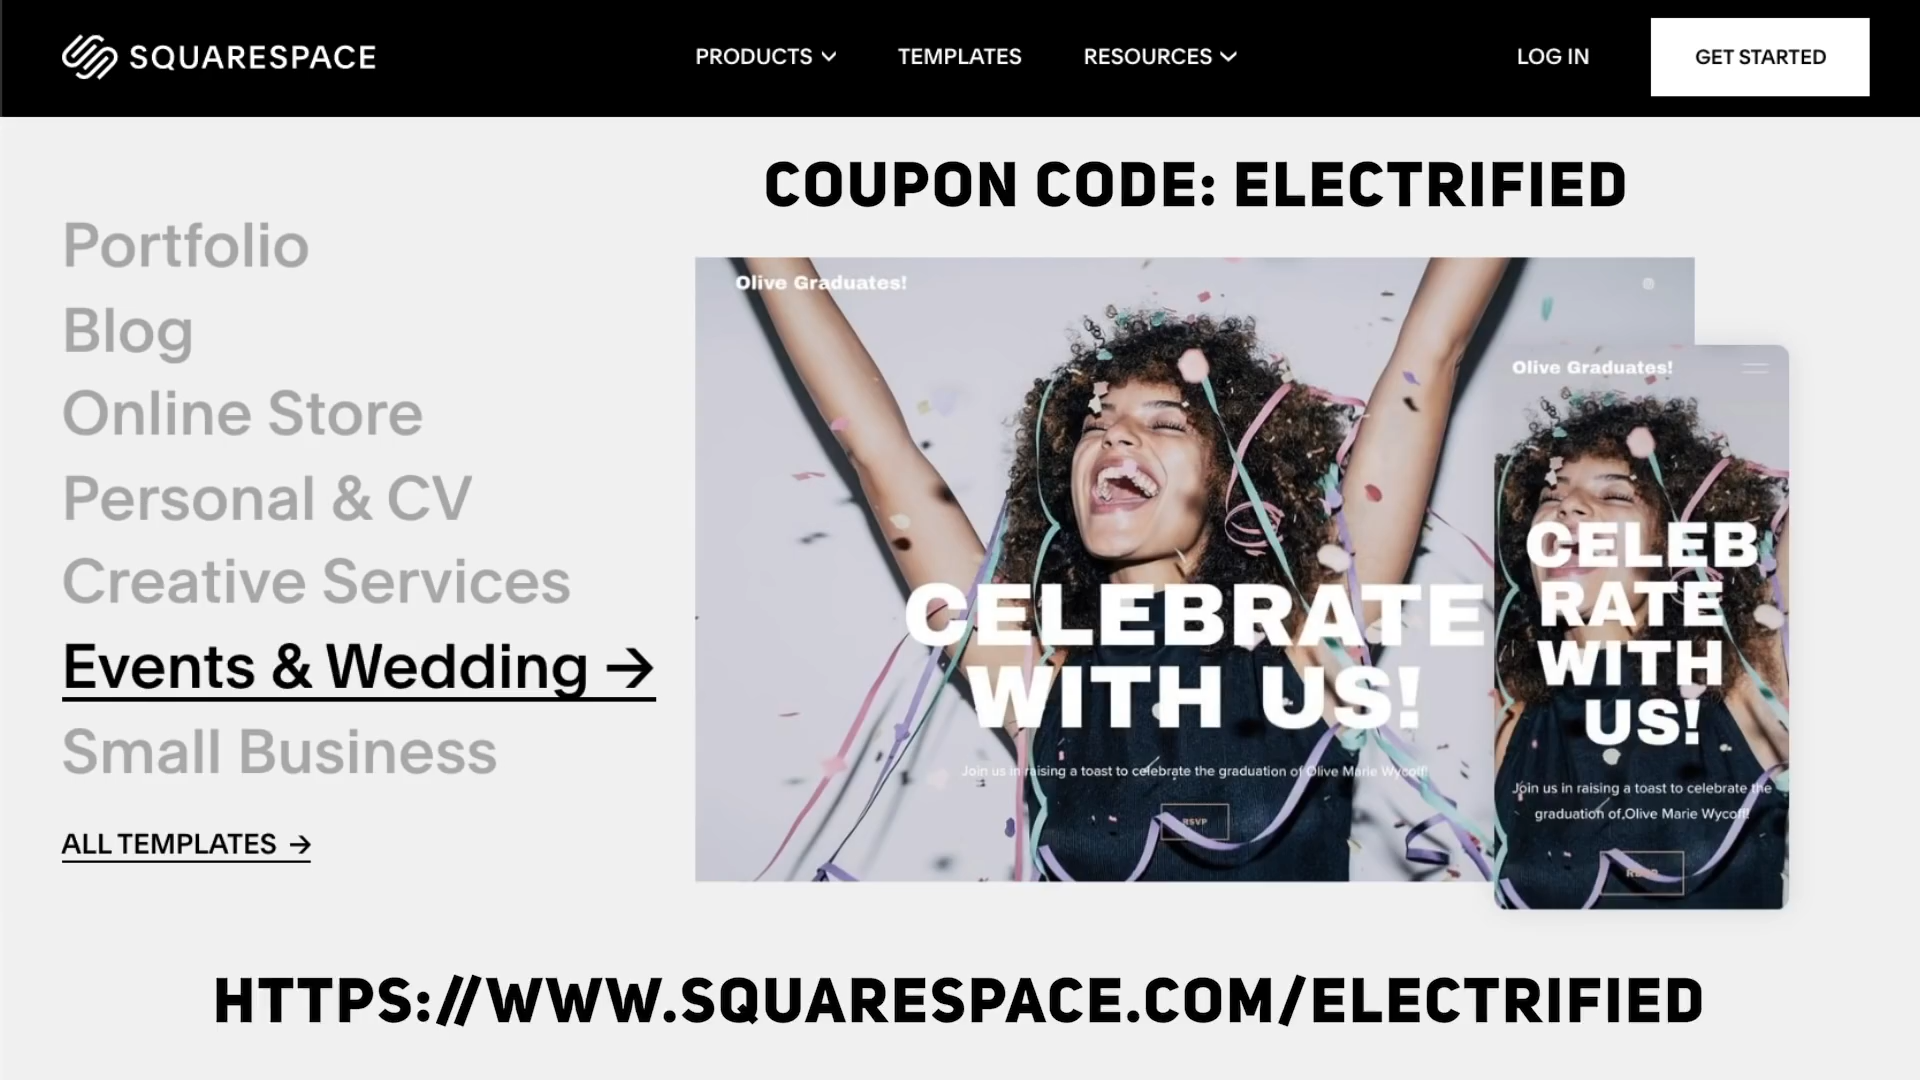 SQUARESPACE
PRODUCTS
TEMPLATES
RESOURCES
LOG IN
GET STARTED
COUPON CODE: ELECTRIFIED
Portfolio
Blog
Online Store
Personal & CV
Creative Services
Events & Wedding →
Small Business
ALL TEMPLATES →
Olive Graduates!
CELEBRATE
WITH US!
Join us in raising a toast to celebrate the graduation of Olive Marie Wycoff!
RSVP
Olive Graduates!
CELEB
RATE
WITH
US!
Join us in raising a toast to celebrate the
graduation of Olive Marie Wycoff!
RSVP
HTTPS://WWW.SQUARESPACE.COM/ELECTRIFIED